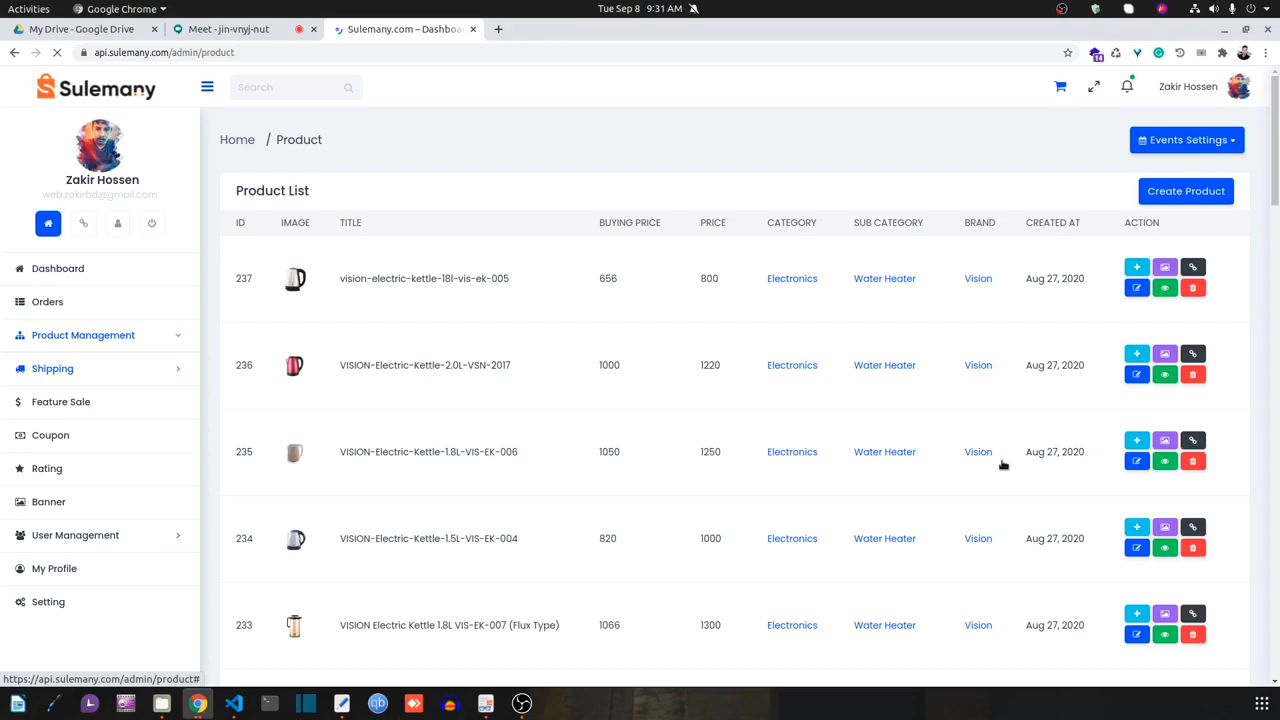 Activities
Google Chrome
Tue Sep 8 9:31 AM
My Drive - Google Drive
Meet - jin-vnyj-nut
Sulemany.com – Dashboa
api.sulemany.com/admin/product
14
Sulemany
Search
Zakir Hossen
Zakir Hossen
web.zakirbd@gmail.com
Dashboard
Orders
Product Management
Shipping
Feature Sale
Coupon
Rating
Banner
User Management
My Profile
Setting
Home / Product
Events Settings
Product List
Create Product
ID IMAGE TITLE BUYING PRICE PRICE CATEGORY SUB CATEGORY BRAND CREATED AT ACTION
237 vision-electric-kettle-18l-vis-ek-005 656 800 Electronics Water Heater Vision Aug 27, 2020
236 VISION-Electric-Kettle-2.0L-VSN-2017 1000 1220 Electronics Water Heater Vision Aug 27, 2020
235 VISION-Electric-Kettle-1.8L-VIS-EK-006 1050 1250 Electronics Water Heater Vision Aug 27, 2020
234 VISION-Electric-Kettle-1.5L-VIS-EK-004 820 1000 Electronics Water Heater Vision Aug 27, 2020
233 VISION Electric Kettle 1.8L VIS-EK-007 (Flux Type) 1066 1300 Electronics Water Heater Vision Aug 27, 2020
https://api.sulemany.com/admin/product#
qb